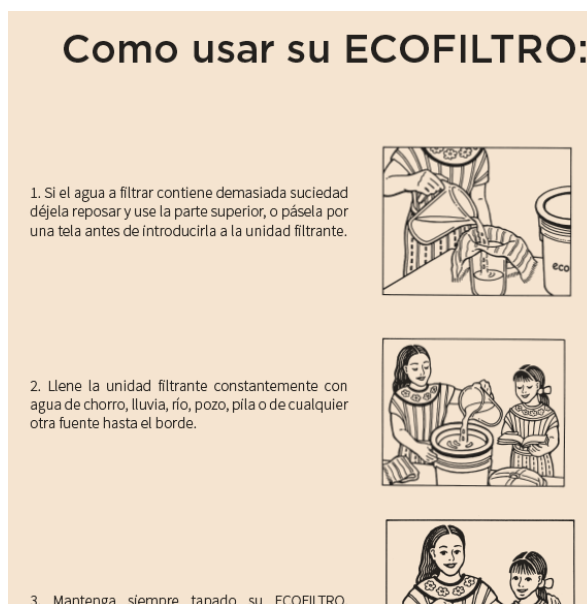 Como usar su ECOFILTRO:
1. Si el agua a filtrar contiene demasiada suciedad
déjela reposar y use la parte superior, o pásela por
una tela antes de introducirla a la unidad filtrante.
eco
2. Llene la unidad filtrante constantemente con
agua de chorro, lluvia, río, pozo, pila o de cualquier
otra fuente hasta el borde.
3. Mantenga siempre tapado su ECOFILTRO.